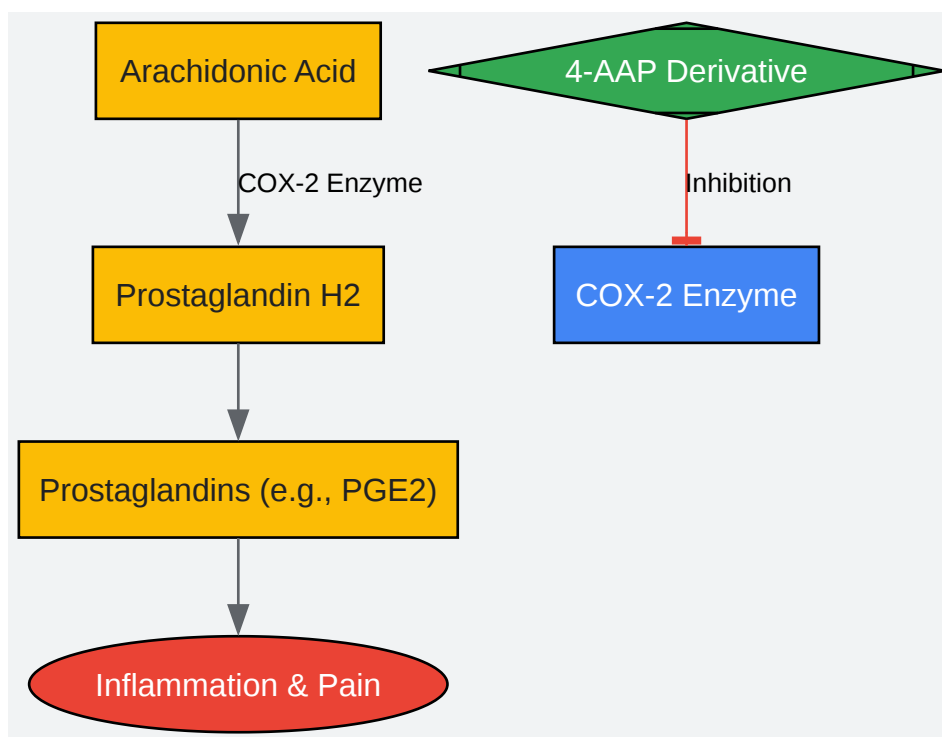 Arachidonic Acid
4-AAP Derivative
COX-2 Enzyme
Inhibition
Prostaglandin H2
COX-2 Enzyme
Prostaglandins (e.g., PGE2)
Inflammation & Pain